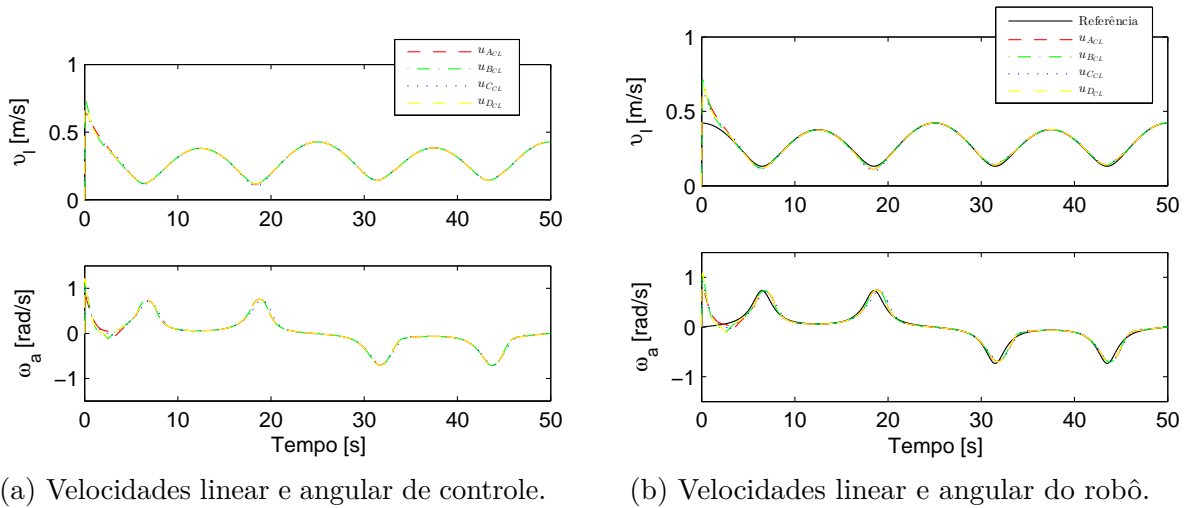 u_{A_{CL}}
u_{B_{CL}}
u_{C_{CL}}
u_{D_{CL}}
1
0.5
0
υ_l [m/s]
0 10 20 30 40 50
1
0
−1
ω_a [rad/s]
0 10 20 30 40 50
Tempo [s]
(a) Velocidades linear e angular de controle.
Referência
u_{A_{CL}}
u_{B_{CL}}
u_{C_{CL}}
u_{D_{CL}}
1
0.5
0
υ_l [m/s]
0 10 20 30 40 50
1
0
−1
ω_a [rad/s]
0 10 20 30 40 50
Tempo [s]
(b) Velocidades linear e angular do robô.